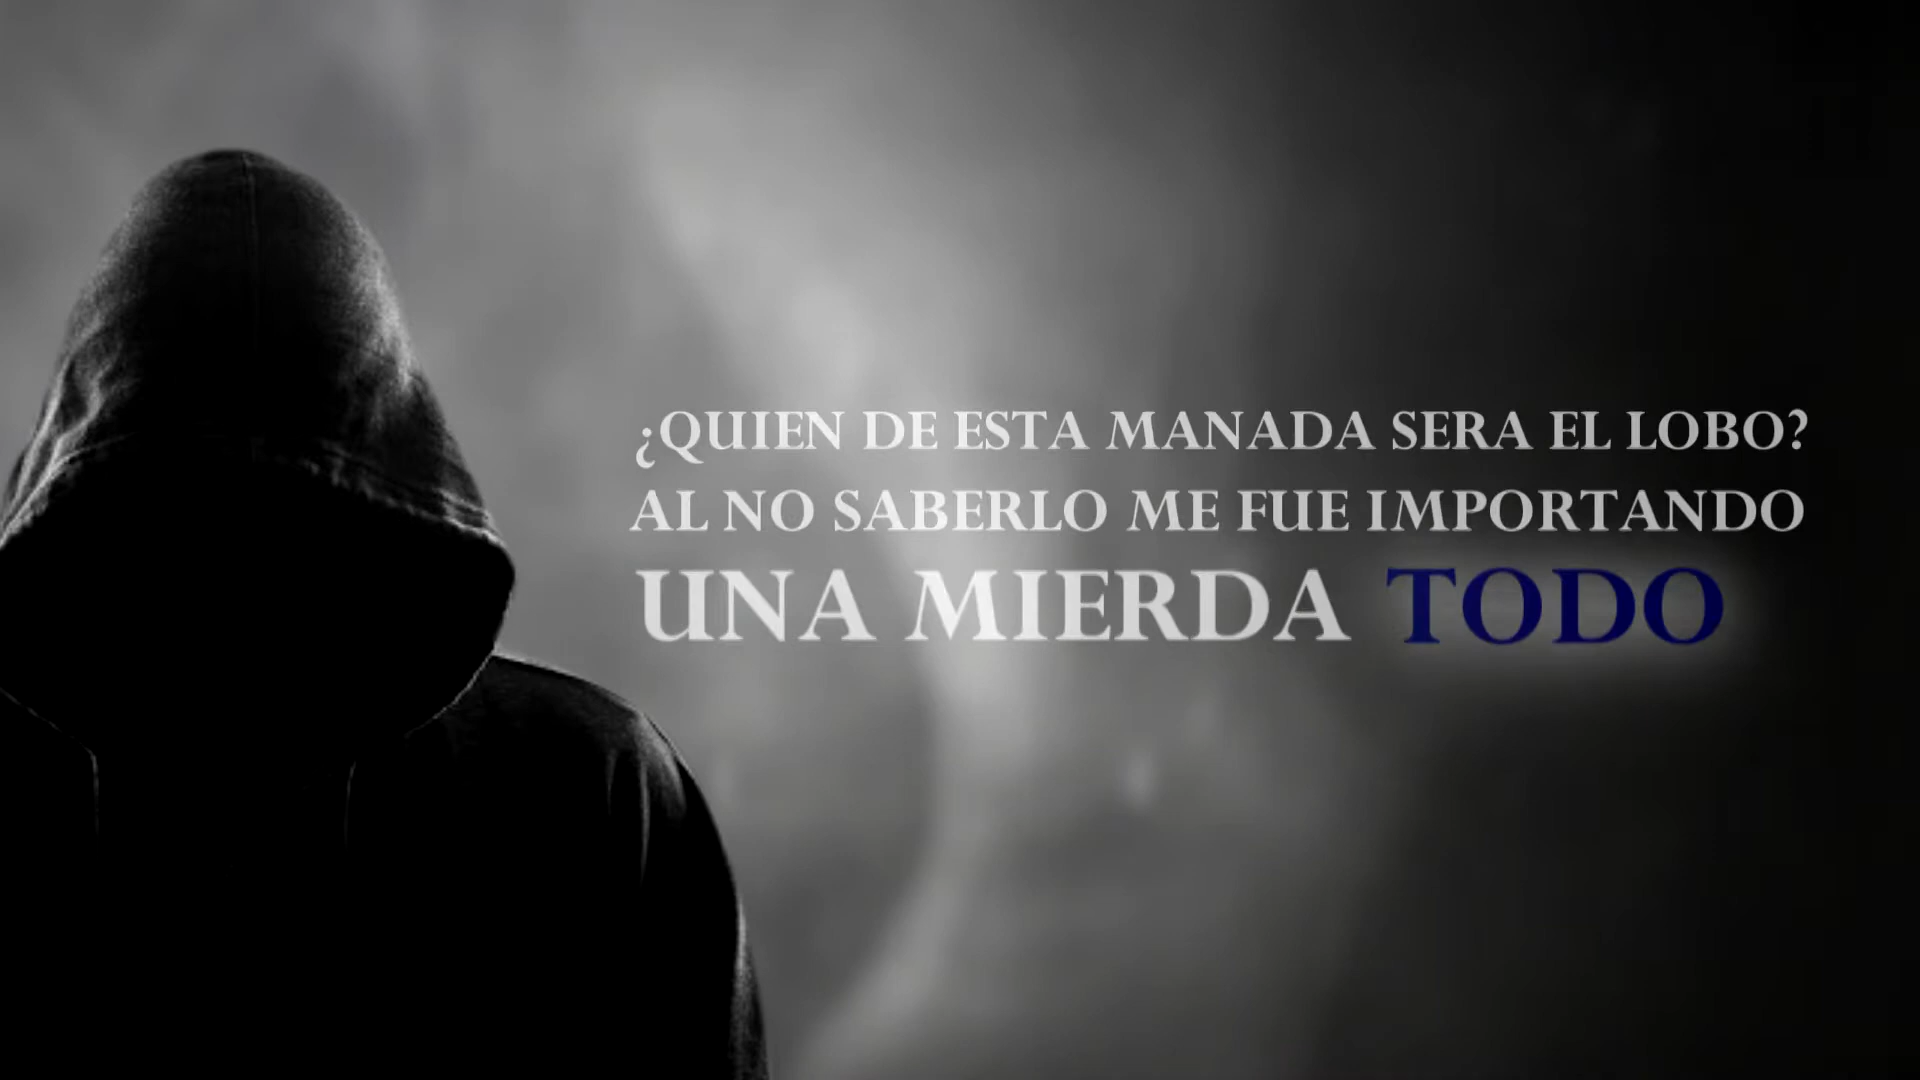 ¿QUIEN DE ESTA MANADA SERA EL LOBO?
AL NO SABERLO ME FUE IMPORTANDO
UNA MIERDA TODO